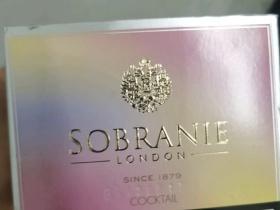 SOBRANIE
LONDON
SINCE 1879
COCKTAIL